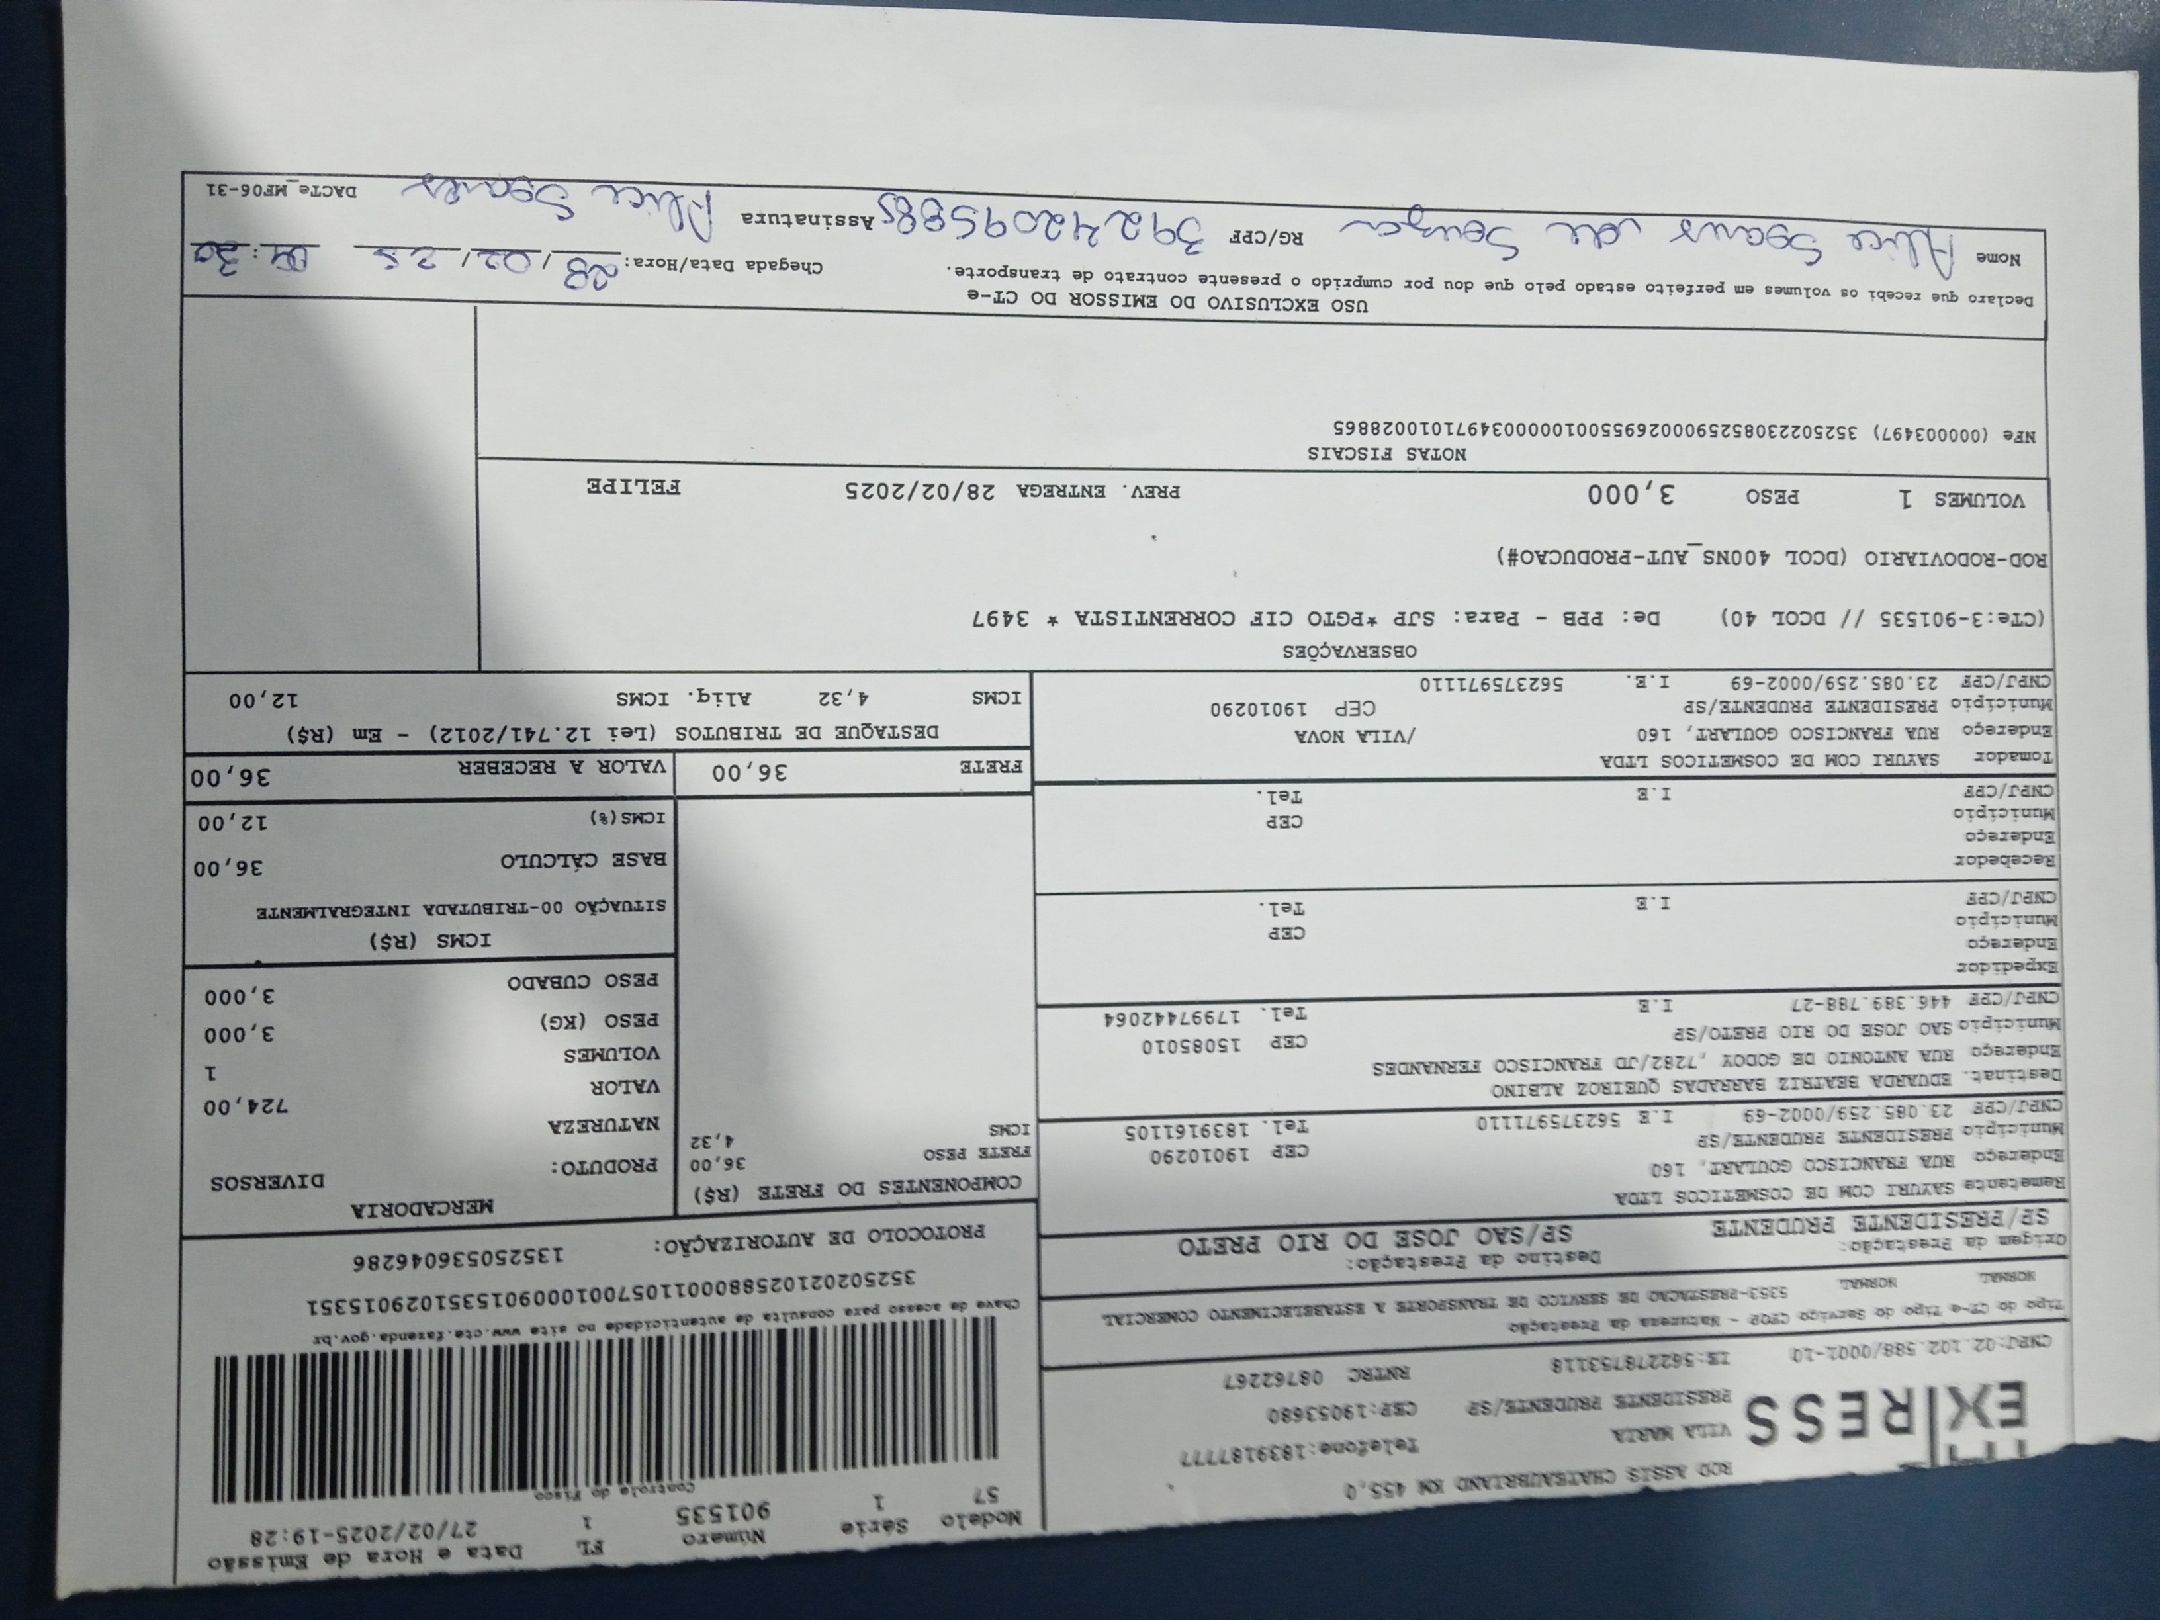 EXPRESS
ROD ASSIS CHATEAUBRIAND KM 455,0
VILA MARIA Telefone:1839187777
PRESIDENTE PRUDENTE/SP CEP:19053680
CNPJ:02.102.588/0001-10 IE:562278753118 RNTRC 08762267
Modelo Série Número FL Data e Hora de Emissão
57 1 901535 1 27/02/2025-19:28
Controle do Fisco
Chave de acesso para consulta de autenticidade no site www.cte.fazenda.gov.br
35250202102588000110570010009015351029015351
PROTOCOLO DE AUTORIZAÇÃO: 135250536046286
Tipo do CT-e Tipo do Serviço CFOP - Natureza da Prestação
NORMAL NORMAL 5353-PRESTACAO DE SERVICO DE TRANSPORTE A ESTABELECIMENTO COMERCIAL
Origem da Prestação: Destino da Prestação:
SP/PRESIDENTE PRUDENTE SP/SAO JOSE DO RIO PRETO
Remetente SAYURI COM DE COSMETICOS LTDA
Endereço RUA FRANCISCO GOULART, 160
Município PRESIDENTE PRUDENTE/SP CEP 19010290
CNPJ/CPF 23.085.259/0002-69 I.E 562375971110 Tel. 1839161105
Destinat. EDUARDA BEATRIZ BARRADAS QUEIROZ ALBINO
Endereço RUA ANTONIO DE GODOY ,7282/JD FRANCISCO FERNANDES
Município SAO JOSE DO RIO PRETO/SP CEP 15085010
CNPJ/CPF 446.389.788-27 I.E Tel. 17997442064
Expedidor
Endereço
Município CEP
CNPJ/CPF I.E Tel.
Recebedor
Endereço
Município CEP
CNPJ/CPF I.E Tel.
Tomador SAYURI COM DE COSMETICOS LTDA
Endereço RUA FRANCISCO GOULART, 160 /VILA NOVA
Município PRESIDENTE PRUDENTE/SP CEP 19010290
CNPJ/CPF 23.085.259/0002-69 I.E. 562375971110
COMPONENTES DO FRETE (R$)
FRETE PESO 36,00
ICMS 4,32
MERCADORIA
PRODUTO: DIVERSOS
NATUREZA
VALOR 724,00
VOLUMES 1
PESO (KG) 3,000
PESO CUBADO 3,000
ICMS (R$)
SITUAÇÃO 00-TRIBUTADA INTEGRALMENTE
BASE CÁLCULO 36,00
ICMS(%) 12,00
FRETE 36,00 VALOR A RECEBER 36,00
DESTAQUE DE TRIBUTOS (Lei 12.741/2012) - Em (R$)
ICMS 4,32 Aliq. ICMS 12,00
OBSERVAÇÕES
(CTe:3-901535 // DCOL 40) De: PPB - Para: SJP *PGTO CIF CORRENTISTA * 3497
ROD-RODOVIARIO (DCOL 400NS_AUT-PRODUCAO#)
VOLUMES 1 PESO 3,000 PREV. ENTREGA 28/02/2025 FELIPE
NOTAS FISCAIS
NFe (000003497) 35250223085259000269550010000034971010028865
USO EXCLUSIVO DO EMISSOR DO CT-e
Declaro que recebi os volumes em perfeito estado pelo que dou por cumprido o presente contrato de transporte. Chegada Data/Hora: 28/02/25
Nome Alice Soares de Souza RG/CPF 39242095885 Assinatura Alice Soares DACTe_MF06-31